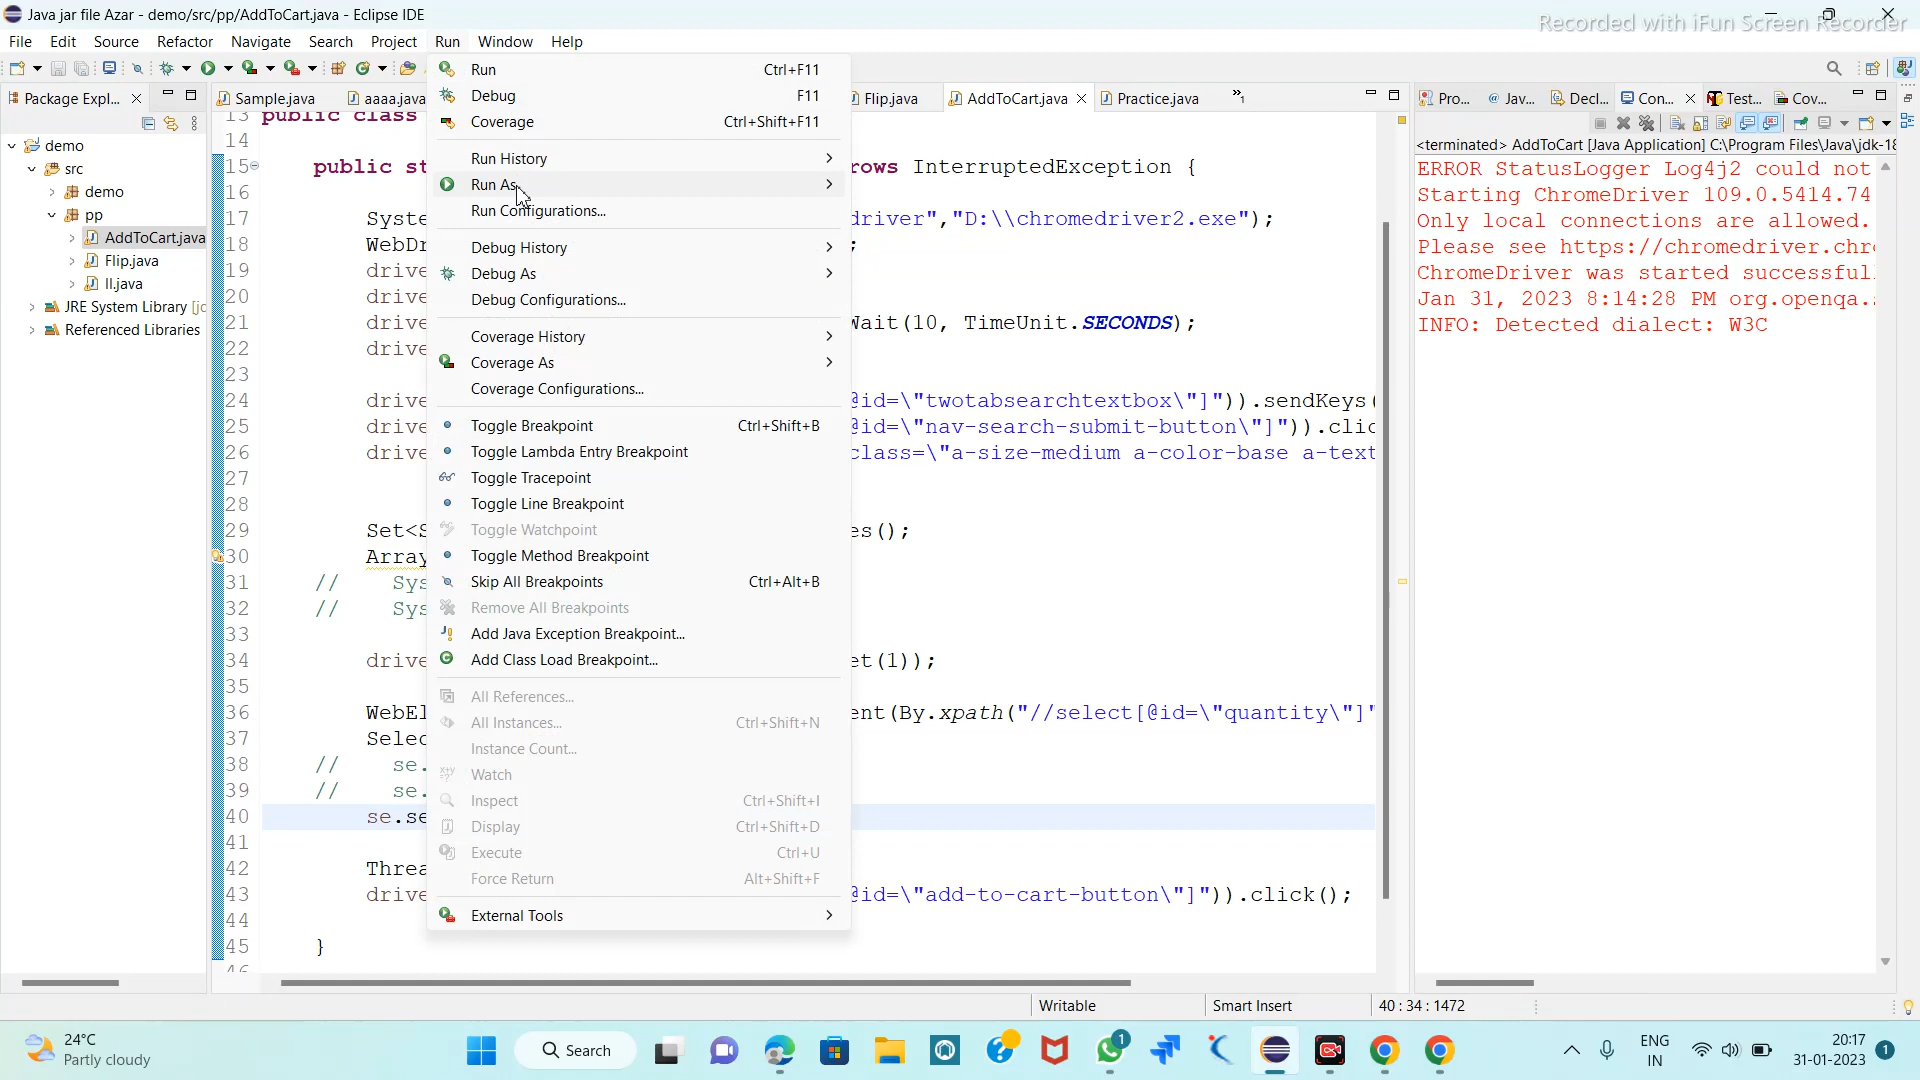 Java jar file Azar - demo/src/pp/AddToCart.java - Eclipse IDE
Recorded with iFun Screen Recorder
File Edit Source Refactor Navigate Search Project Run Window Help
Package Expl...
demo
src
demo
pp
AddToCart.java
Flip.java
II.java
JRE System Library
Referenced Libraries
Sample.java aaaa.java Flip.java AddToCart.java Practice.java
Run Ctrl+F11
Debug F11
Coverage Ctrl+Shift+F11
Run History
Run As
Run Configurations...
Debug History
Debug As
Debug Configurations...
Coverage History
Coverage As
Coverage Configurations...
Toggle Breakpoint Ctrl+Shift+B
Toggle Lambda Entry Breakpoint
Toggle Tracepoint
Toggle Line Breakpoint
Toggle Watchpoint
Toggle Method Breakpoint
Skip All Breakpoints Ctrl+Alt+B
Remove All Breakpoints
Add Java Exception Breakpoint...
Add Class Load Breakpoint...
All References...
All Instances... Ctrl+Shift+N
Instance Count...
Watch
Inspect Ctrl+Shift+I
Display Ctrl+Shift+D
Execute Ctrl+U
Force Return Alt+Shift+F
External Tools
13 public class
14
15 public st rows InterruptedException {
16
17 Syste driver","D:\\chromedriver2.exe");
18 WebDr ;
19 drive
20 drive
21 drive Wait(10, TimeUnit.SECONDS);
22 drive
23
24 drive @id=\"twotabsearchtextbox\"]")).sendKeys(
25 drive @id=\"nav-search-submit-button\"]")).clic
26 drive class=\"a-size-medium a-color-base a-text
27
28
29 Set<S es();
30 Array
31 // Sys
32 // Sys
33
34 drive et(1));
35
36 WebEl ent(By.xpath("//select[@id=\"quantity\"]"
37 Selec
38 // se.
39 // se.
40 se.se
41
42 Threa
43 drive @id=\"add-to-cart-button\"]")).click();
44
45 }
46
Pro... Jav... Decl... Con... Test... Cov...
<terminated> AddToCart [Java Application] C:\Program Files\Java\jdk-18
ERROR StatusLogger Log4j2 could not
Starting ChromeDriver 109.0.5414.74
Only local connections are allowed.
Please see https://chromedriver.chr
ChromeDriver was started successful
Jan 31, 2023 8:14:28 PM org.openqa.
INFO: Detected dialect: W3C
Writable Smart Insert 40 : 34 : 1472
24°C
Partly cloudy
Search
1
ENG
IN
20:17
31-01-2023
1